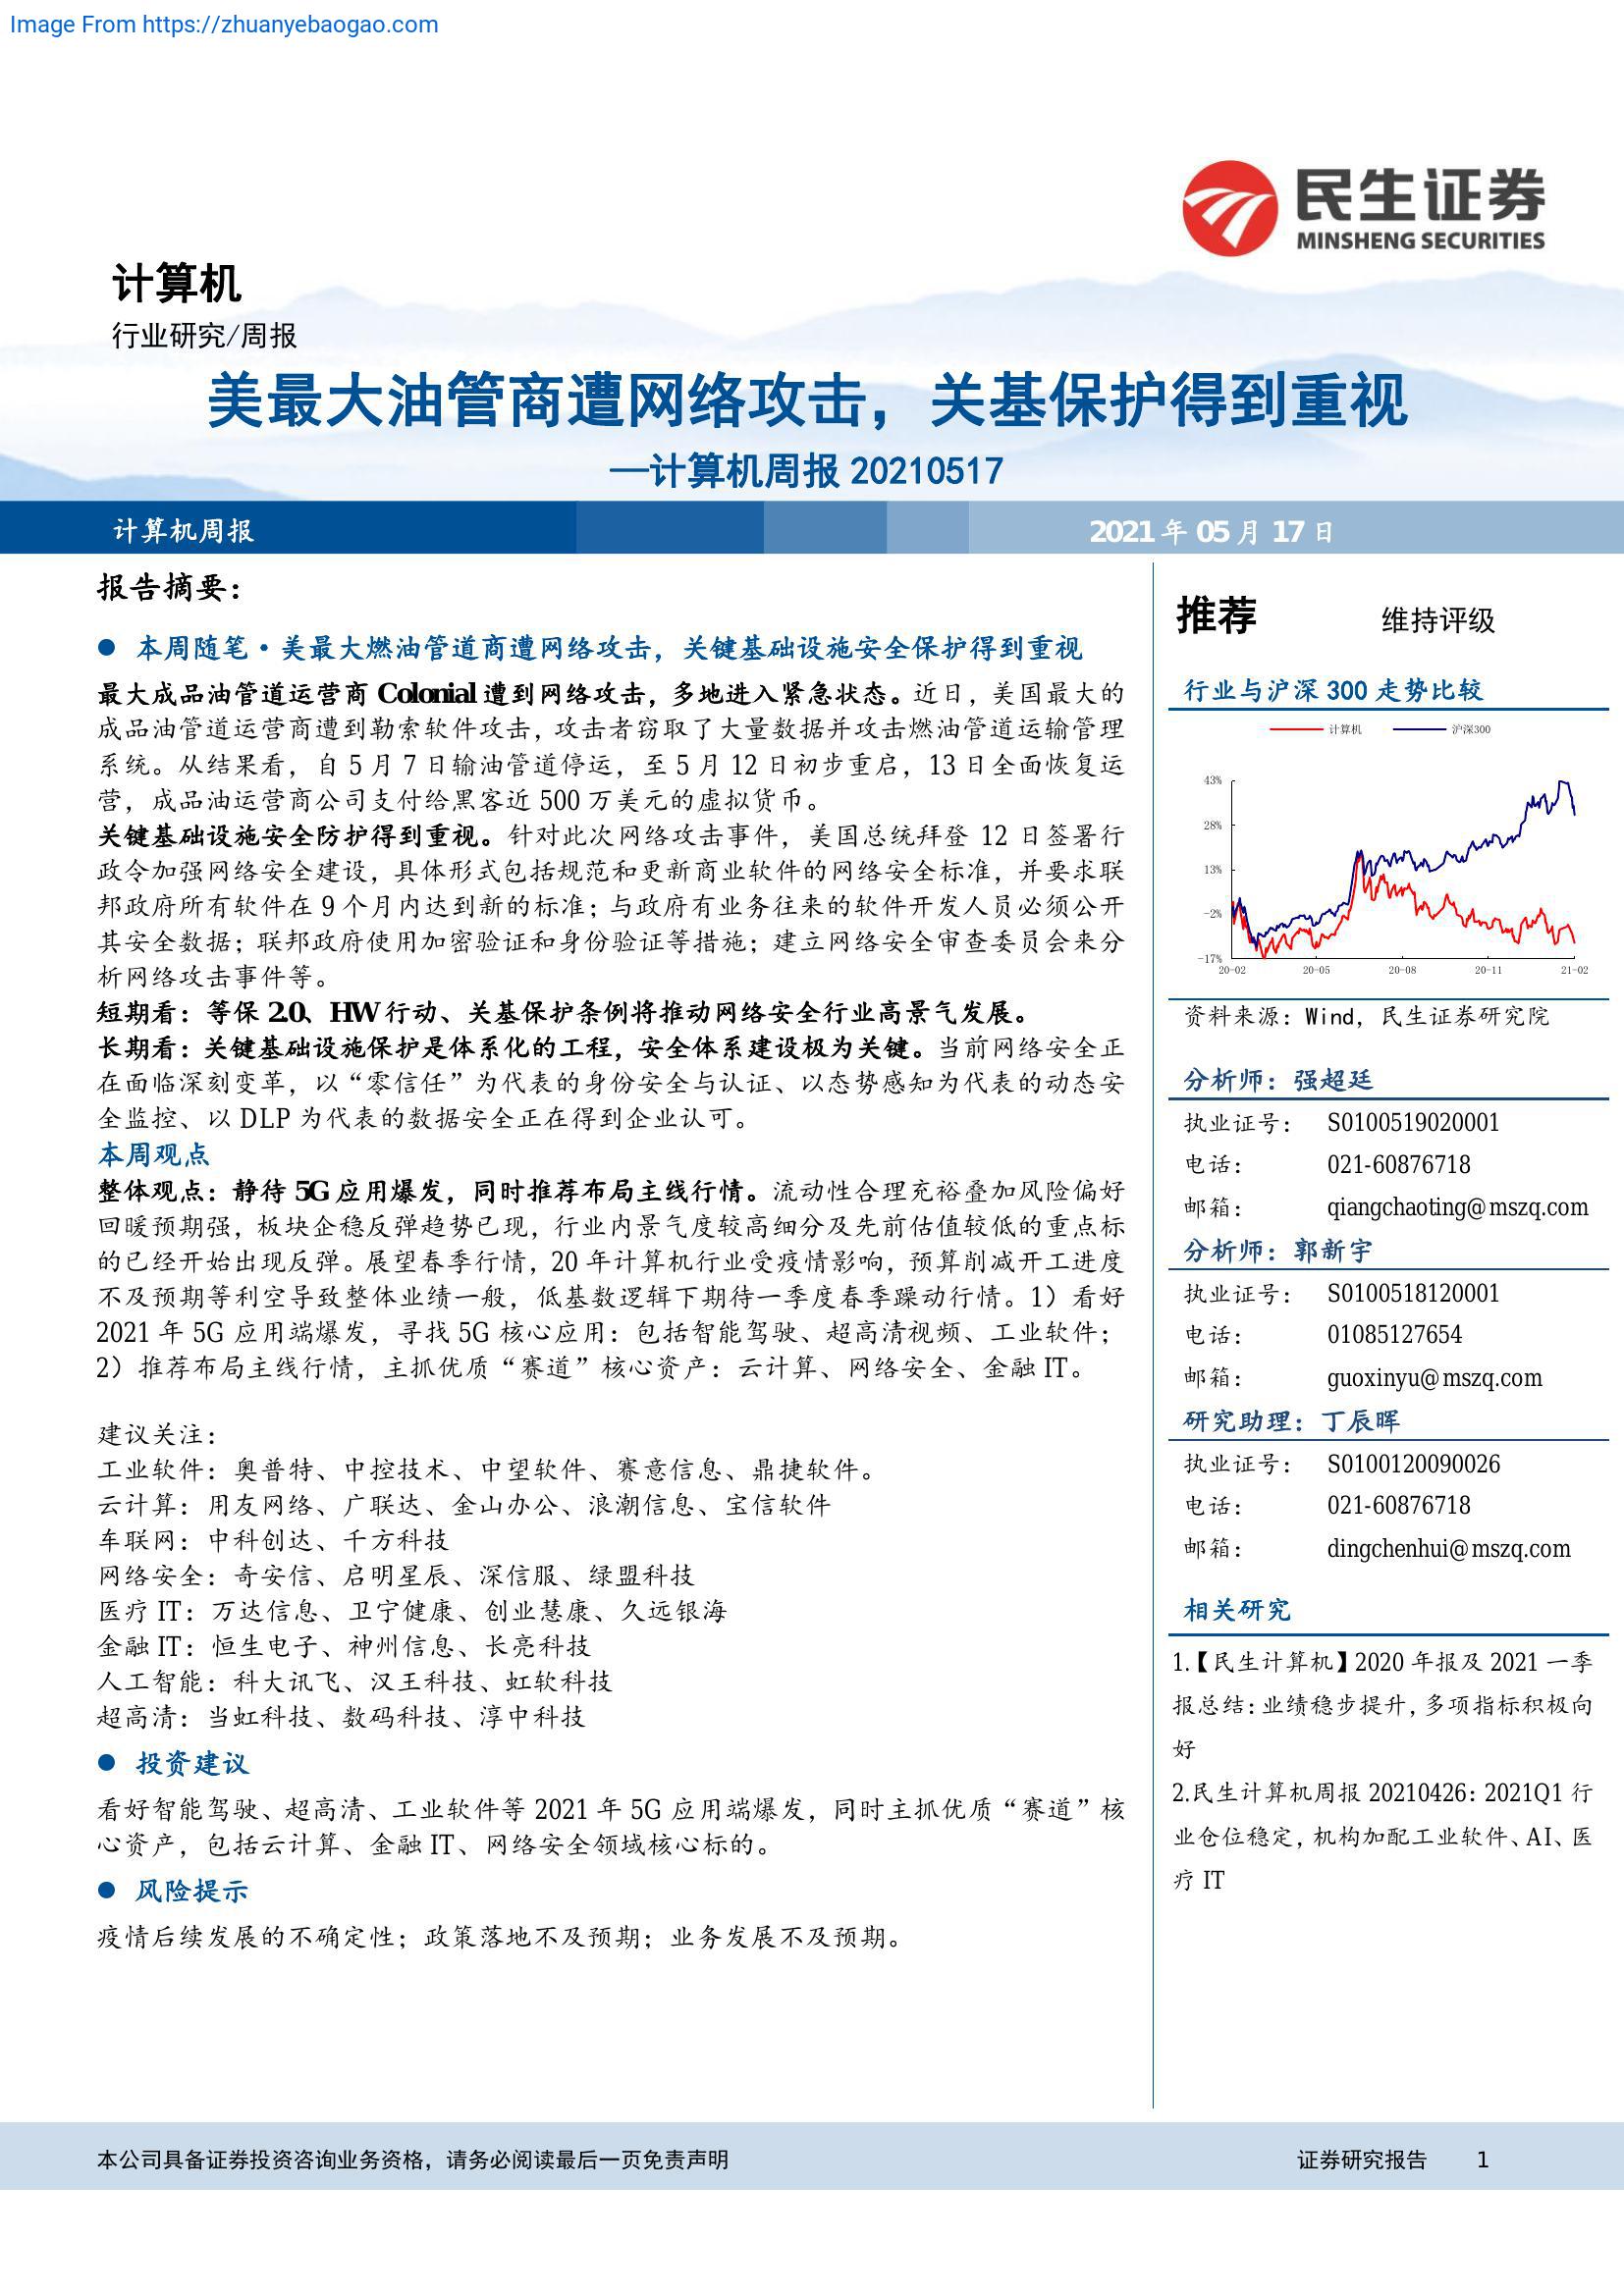 Image From https://zhuanyebaogao.com
民生证券
MINSHENG SECURITIES
计算机
行业研究/周报
美最大油管商遭网络攻击，关基保护得到重视
—计算机周报 20210517
计算机周报
2021 年 05 月 17 日
报告摘要：
● 本周随笔·美最大燃油管道商遭网络攻击，关键基础设施安全保护得到重视
最大成品油管道运营商 Colonial 遭到网络攻击，多地进入紧急状态。近日，美国最大的
成品油管道运营商遭到勒索软件攻击，攻击者窃取了大量数据并攻击燃油管道运输管理
系统。从结果看，自 5 月 7 日输油管道停运，至 5 月 12 日初步重启，13 日全面恢复运
营，成品油运营商公司支付给黑客近 500 万美元的虚拟货币。
关键基础设施安全防护得到重视。针对此次网络攻击事件，美国总统拜登 12 日签署行
政令加强网络安全建设，具体形式包括规范和更新商业软件的网络安全标准，并要求联
邦政府所有软件在 9 个月内达到新的标准；与政府有业务往来的软件开发人员必须公开
其安全数据；联邦政府使用加密验证和身份验证等措施；建立网络安全审查委员会来分
析网络攻击事件等。
短期看：等保 2.0、HW 行动、关基保护条例将推动网络安全行业高景气发展。
长期看：关键基础设施保护是体系化的工程，安全体系建设极为关键。当前网络安全正
在面临深刻变革，以“零信任”为代表的身份安全与认证、以态势感知为代表的动态安
全监控、以 DLP 为代表的数据安全正在得到企业认可。
本周观点
整体观点：静待 5G 应用爆发，同时推荐布局主线行情。流动性合理充裕叠加风险偏好
回暖预期强，板块企稳反弹趋势已现，行业内景气度较高细分及先前估值较低的重点标
的已经开始出现反弹。展望春季行情，20 年计算机行业受疫情影响，预算削减开工进度
不及预期等利空导致整体业绩一般，低基数逻辑下期待一季度春季躁动行情。1）看好
2021 年 5G 应用端爆发，寻找 5G 核心应用：包括智能驾驶、超高清视频、工业软件；
2）推荐布局主线行情，主抓优质“赛道”核心资产：云计算、网络安全、金融 IT。
建议关注：
工业软件：奥普特、中控技术、中望软件、赛意信息、鼎捷软件。
云计算：用友网络、广联达、金山办公、浪潮信息、宝信软件
车联网：中科创达、千方科技
网络安全：奇安信、启明星辰、深信服、绿盟科技
医疗 IT：万达信息、卫宁健康、创业慧康、久远银海
金融 IT：恒生电子、神州信息、长亮科技
人工智能：科大讯飞、汉王科技、虹软科技
超高清：当虹科技、数码科技、淳中科技
● 投资建议
看好智能驾驶、超高清、工业软件等 2021 年 5G 应用端爆发，同时主抓优质“赛道”核
心资产，包括云计算、金融 IT、网络安全领域核心标的。
● 风险提示
疫情后续发展的不确定性；政策落地不及预期；业务发展不及预期。
推荐 维持评级
行业与沪深 300 走势比较
计算机 沪深300
43%
28%
13%
-2%
-17%
20-02 20-05 20-08 20-11 21-02
资料来源：Wind，民生证券研究院
分析师：强超廷
执业证号： S0100519020001
电话： 021-60876718
邮箱： qiangchaoting@mszq.com
分析师：郭新宇
执业证号： S0100518120001
电话： 01085127654
邮箱： guoxinyu@mszq.com
研究助理：丁辰晖
执业证号： S0100120090026
电话： 021-60876718
邮箱： dingchenhui@mszq.com
相关研究
1.【民生计算机】2020 年报及 2021 一季
报总结：业绩稳步提升，多项指标积极向
好
2.民生计算机周报 20210426：2021Q1 行
业仓位稳定，机构加配工业软件、AI、医
疗 IT
本公司具备证券投资咨询业务资格，请务必阅读最后一页免责声明
证券研究报告 1